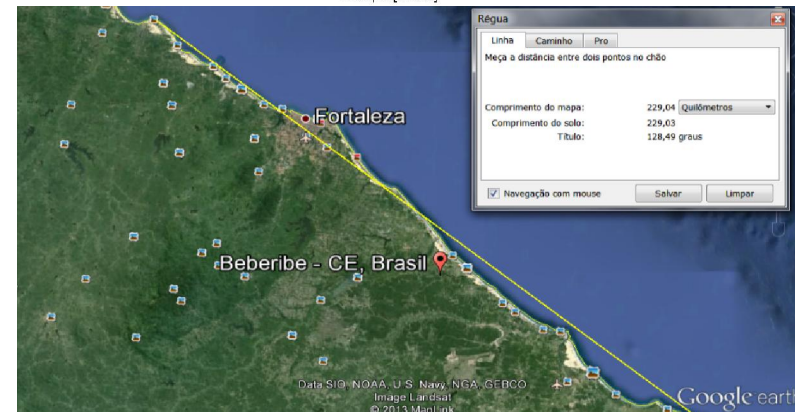 Régua
Linha Caminho Pro
Meça a distância entre dois pontos no chão
Comprimento do mapa: 229,04 Quilômetros
Comprimento do solo: 229,03
Título: 128,49 graus
Navegação com mouse Salvar Limpar
Fortaleza
Beberibe - CE, Brasil
Data SIO, NOAA, U.S. Navy, NGA, GEBCO
Image Landsat
© 2013 MapLink
Google earth